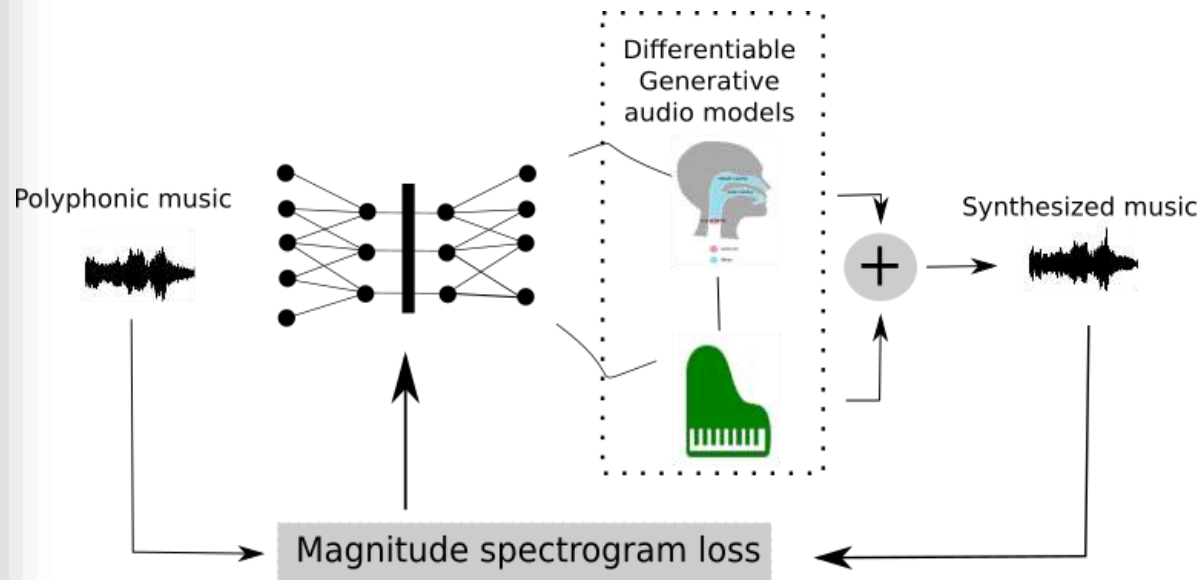 Differentiable
Generative
audio models
Polyphonic music
Synthesized music
+
Magnitude spectrogram loss